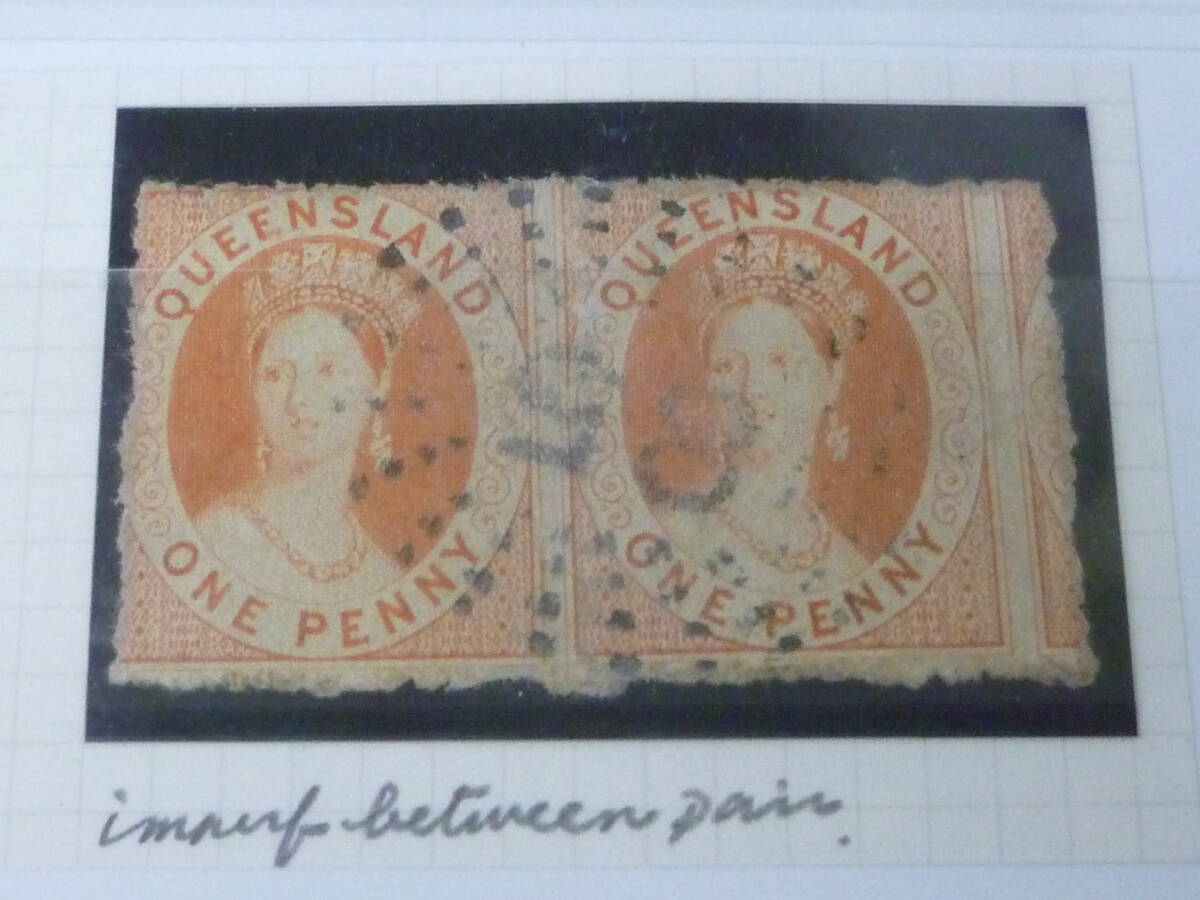 QUEENSLAND
ONE PENNY
QUEENSLAND
ONE PENNY
imperf between pair.